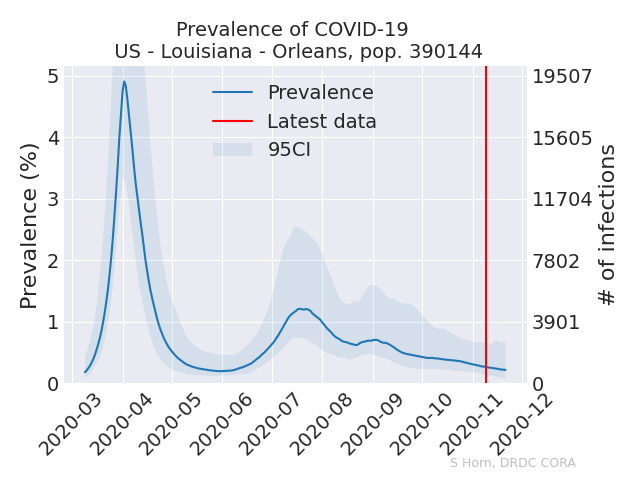 Prevalence of COVID-19
US - Louisiana - Orleans, pop. 390144
Prevalence
Latest data
95CI
Prevalence (%)
5
4
3
2
1
0
19507
15605
11704
7802
3901
0
# of infections
2020-03
2020-04
2020-05
2020-06
2020-07
2020-08
2020-09
2020-10
2020-11
2020-12
S Horn, DRDC CORA